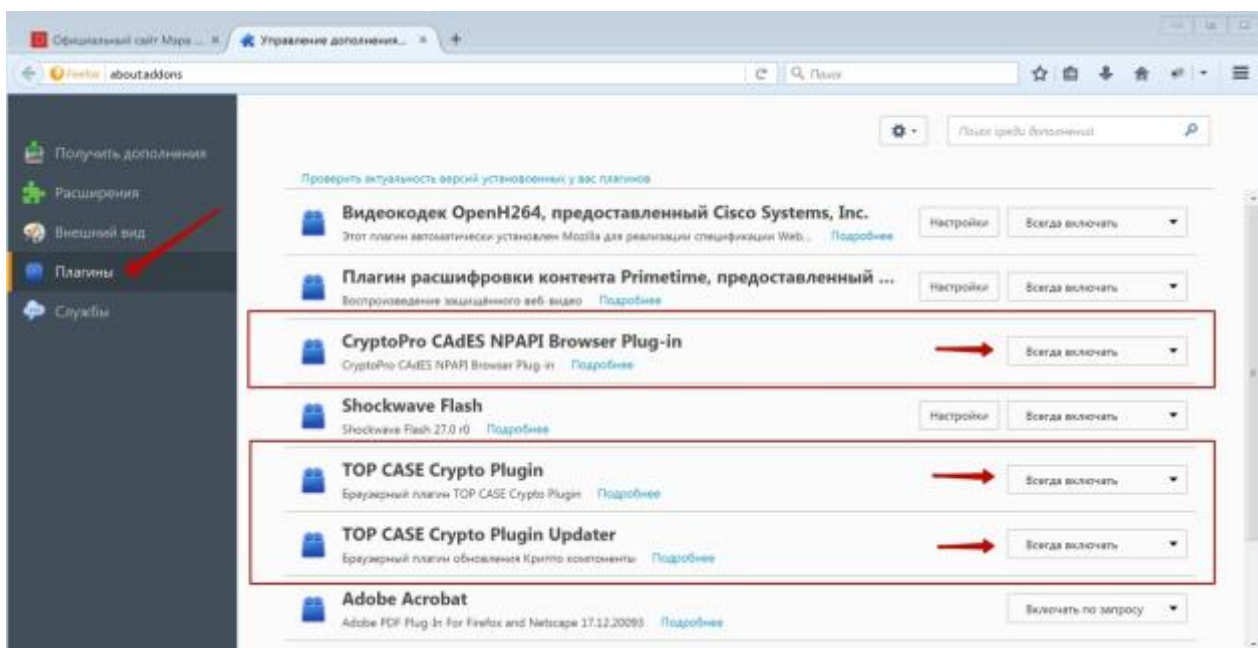 Официальный сайт Мэра ...
Управление дополнения...
Firefox about:addons
Поиск
Поиск среди дополнений
Получить дополнения
Расширения
Внешний вид
Плагины
Службы
Проверить актуальность версий установленных у вас плагинов
Видеокодек OpenH264, предоставленный Cisco Systems, Inc.
Этот плагин автоматически установлен Mozilla для реализации спецификации Web... Подробнее
Настройки
Всегда включать
Плагин расшифровки контента Primetime, предоставленный ...
Воспроизведение защищённого веб-видео Подробнее
Настройки
Всегда включать
CryptoPro CAdES NPAPI Browser Plug-in
CryptoPro CAdES NPAPI Browser Plug-in Подробнее
Всегда включать
Shockwave Flash
Shockwave Flash 27.0 r0 Подробнее
Настройки
Всегда включать
TOP CASE Crypto Plugin
Браузерный плагин TOP CASE Crypto Plugin Подробнее
Всегда включать
TOP CASE Crypto Plugin Updater
Браузерный плагин обновления Крипто компоненты Подробнее
Всегда включать
Adobe Acrobat
Adobe PDF Plug-In For Firefox and Netscape 17.12.20093 Подробнее
Включать по запросу